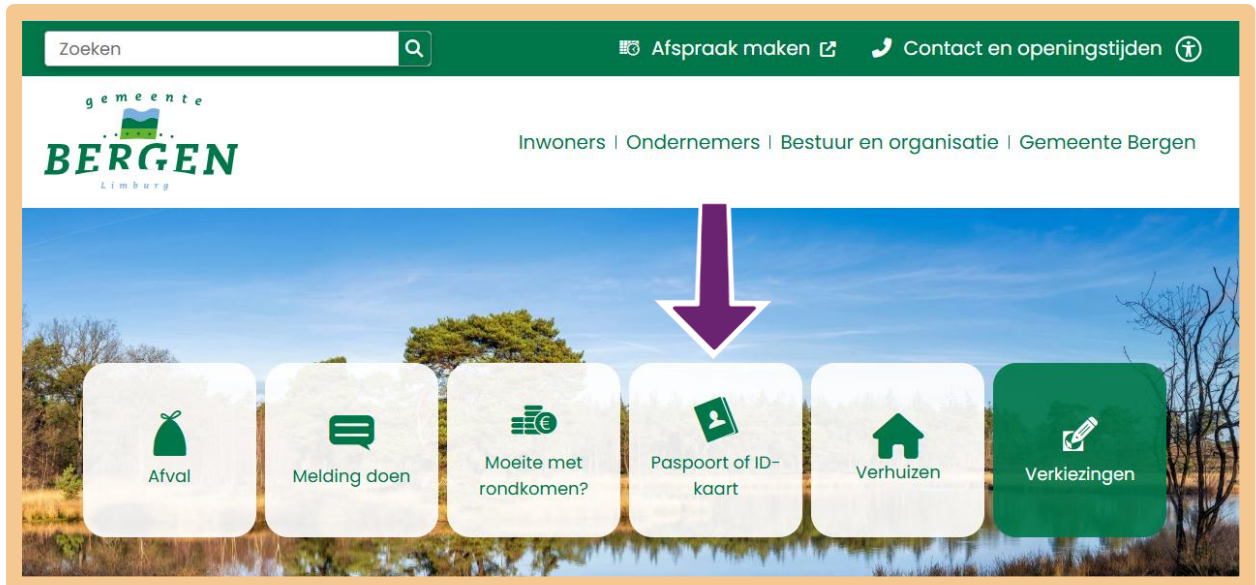 Zoeken
Afspraak maken
Contact en openingstijden
gemeente
BERGEN
Limburg
Inwoners | Ondernemers | Bestuur en organisatie | Gemeente Bergen
Afval
Melding doen
Moeite met
rondkomen?
Paspoort of ID-
kaart
Verhuizen
Verkiezingen